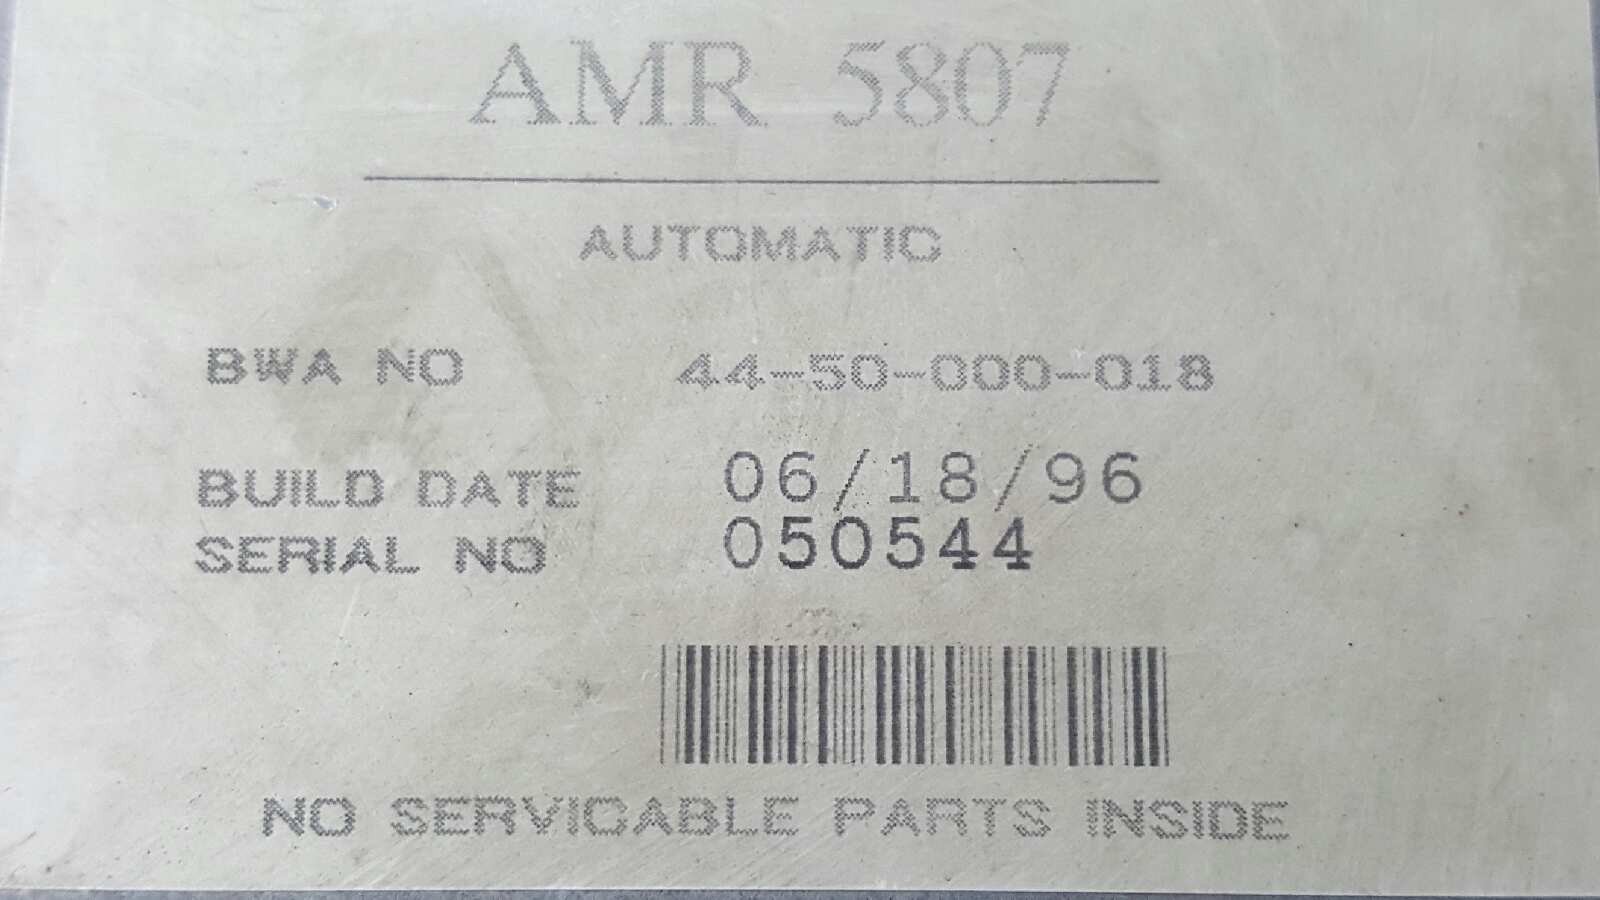 AMR 5807
AUTOMATIC
BWA NO 44-50-000-018
BUILD DATE 06/18/96
SERIAL NO 050544
NO SERVICABLE PARTS INSIDE